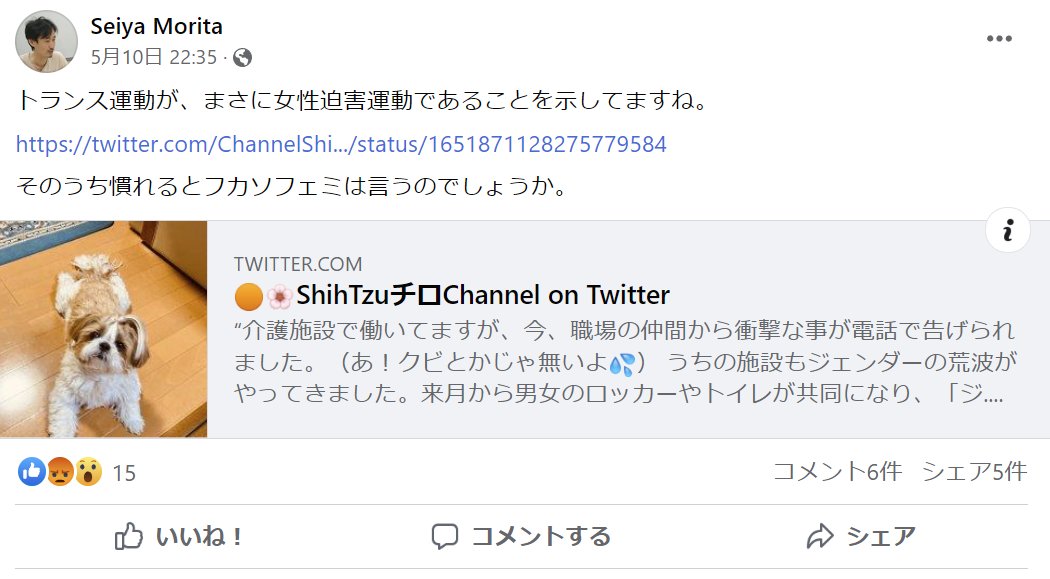 Seiya Morita
5月10日 22:35 ·
トランス運動が、まさに女性迫害運動であることを示してますね。
https://twitter.com/ChannelShi.../status/1651871128275779584
そのうち慣れるとフカソフェミは言うのでしょうか。
TWITTER.COM
🟠🌸ShihTzuチロChannel on Twitter
“介護施設で働いてますが、今、職場の仲間から衝撃な事が電話で告げられ
ました。（あ！クビとかじゃ無いよ💦） うちの施設もジェンダーの荒波が
やってきました。来月から男女のロッカーやトイレが共同になり、「ジ....
15
コメント6件 シェア5件
いいね！ コメントする シェア